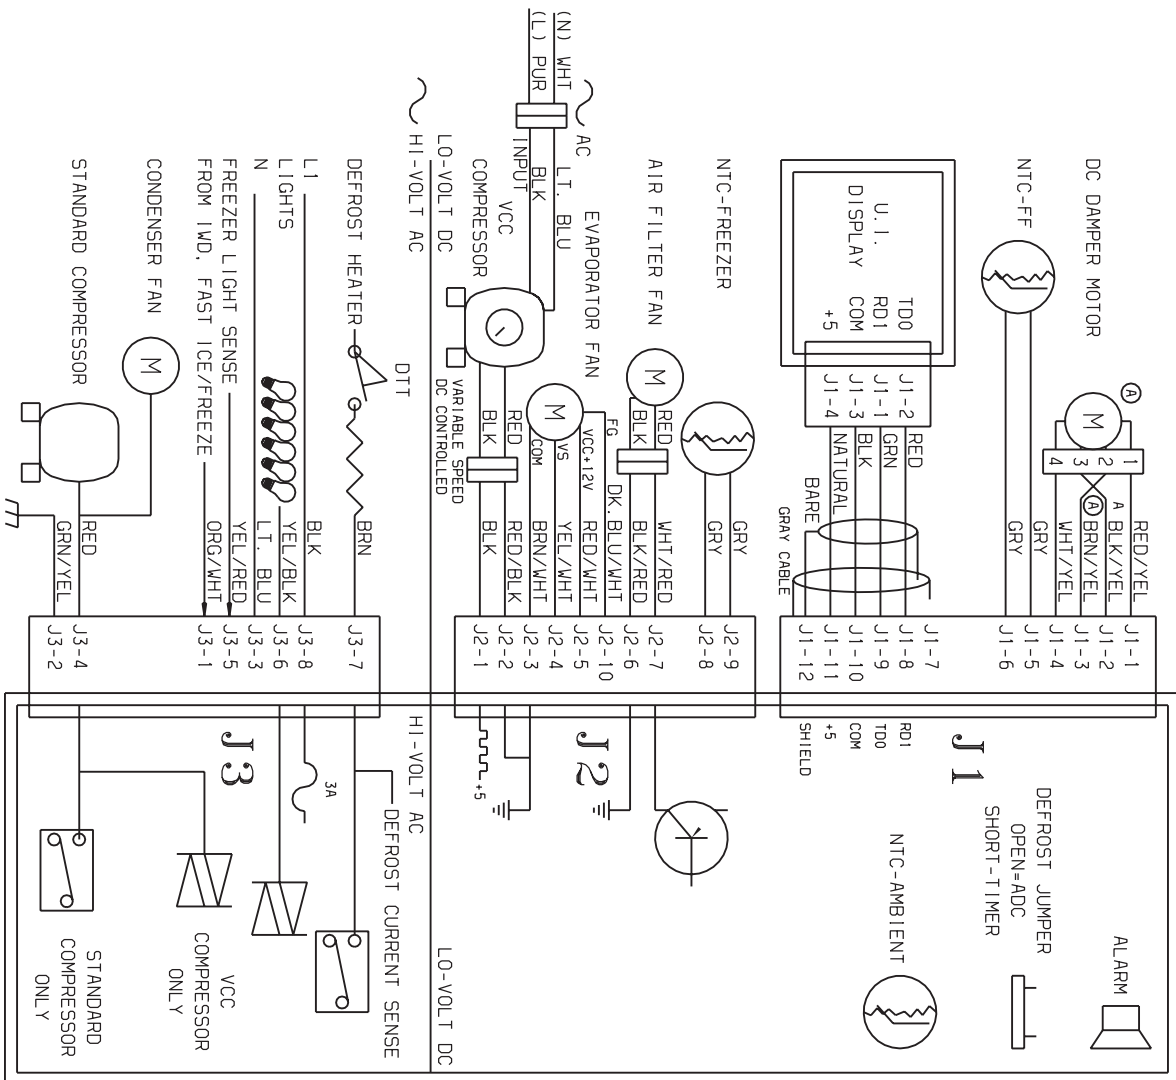 DC DAMPER MOTOR
A
M
1
2
3
4
A
A
RED/YEL
BLK/YEL
BRN/YEL
WHT/YEL
J1-1
J1-2
J1-3
J1-4
NTC-FF
GRY
GRY
J1-5
J1-6
U.I.
DISPLAY
TD0
RD1
COM
+5
J1-2
J1-1
J1-3
J1-4
RED
GRN
BLK
NATURAL
BARE
GRAY CABLE
J1-7
J1-8
J1-9
J1-10
J1-11
J1-12
RD1
TD0
COM
+5
SHIELD
J1
ALARM
DEFROST JUMPER
OPEN=ADC
SHORT-TIMER
NTC-AMBIENT
NTC-FREEZER
GRY
GRY
J2-9
J2-8
AIR FILTER FAN
M
RED
BLK
WHT/RED
BLK/RED
J2-7
J2-6
EVAPORATOR FAN
M
FG
VCC+12V
VS
COM
DK.BLU/WHT
RED/WHT
YEL/WHT
BRN/WHT
J2-10
J2-5
J2-4
J2-3
(N) WHT
(L) PUR
AC
INPUT
LT. BLU
BLK
VCC
COMPRESSOR
VARIABLE SPEED
DC CONTROLLED
RED
BLK
RED/BLK
BLK
J2-2
J2-1
+5
J2
LO-VOLT DC
HI-VOLT AC
LO-VOLT DC
HI-VOLT AC
DEFROST HEATER
DTT
BRN
J3-7
DEFROST CURRENT SENSE
L1
LIGHTS
N
BLK
YEL/BLK
LT. BLU
J3-8
J3-6
J3-3
3A
FREEZER LIGHT SENSE
FROM IWD, FAST ICE/FREEZE
YEL/RED
ORG/WHT
J3-5
J3-1
J3
VCC
COMPRESSOR
ONLY
CONDENSER FAN
M
STANDARD COMPRESSOR
RED
GRN/YEL
J3-4
J3-2
STANDARD
COMPRESSOR
ONLY